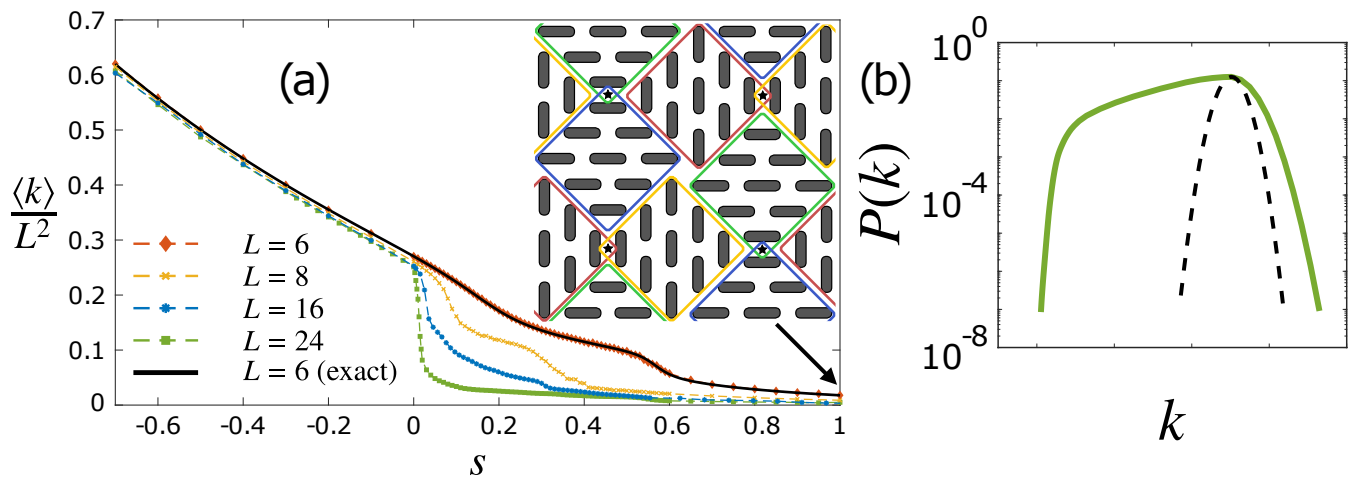 (a)
0.7
0.6
0.5
0.4
0.3
0.2
0.1
0
⟨k⟩
L²
L = 6
L = 8
L = 16
L = 24
L = 6 (exact)
-0.6 -0.4 -0.2 0 0.2 0.4 0.6 0.8 1
s
(b)
10⁰
10⁻⁴
10⁻⁸
P(k)
k